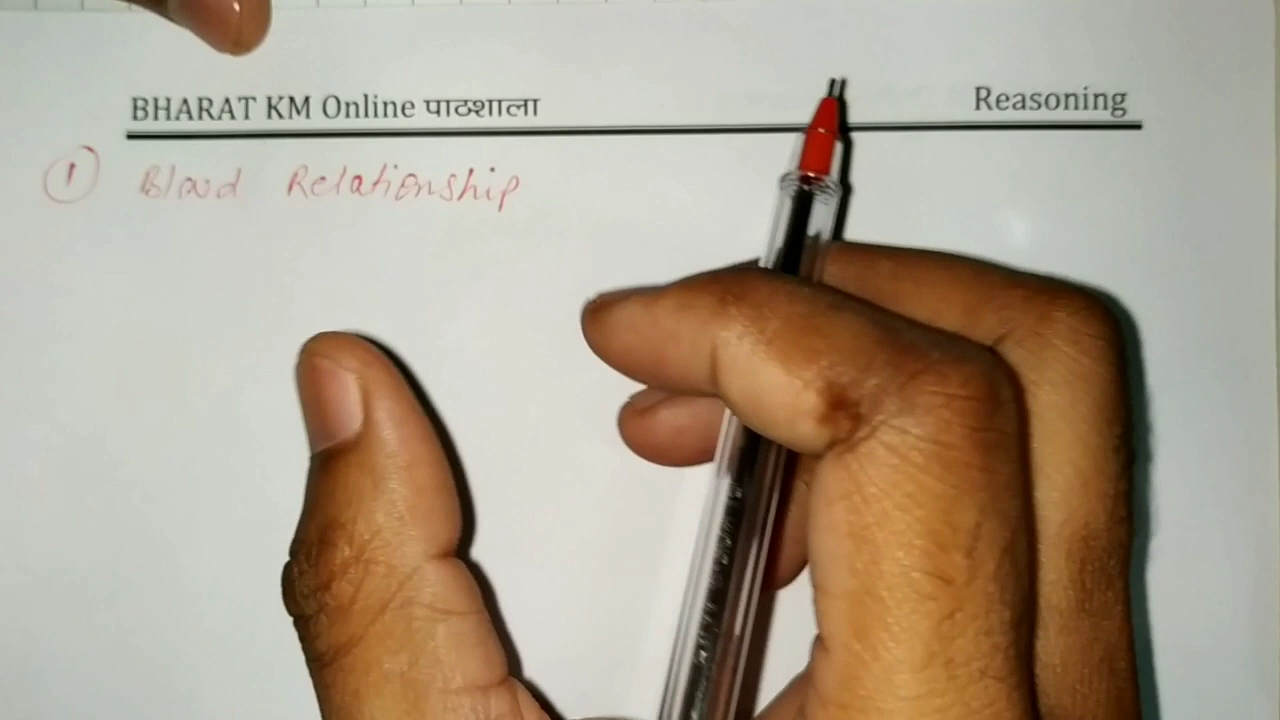 BHARAT KM Online पाठशाला Reasoning
① Blood Relationship